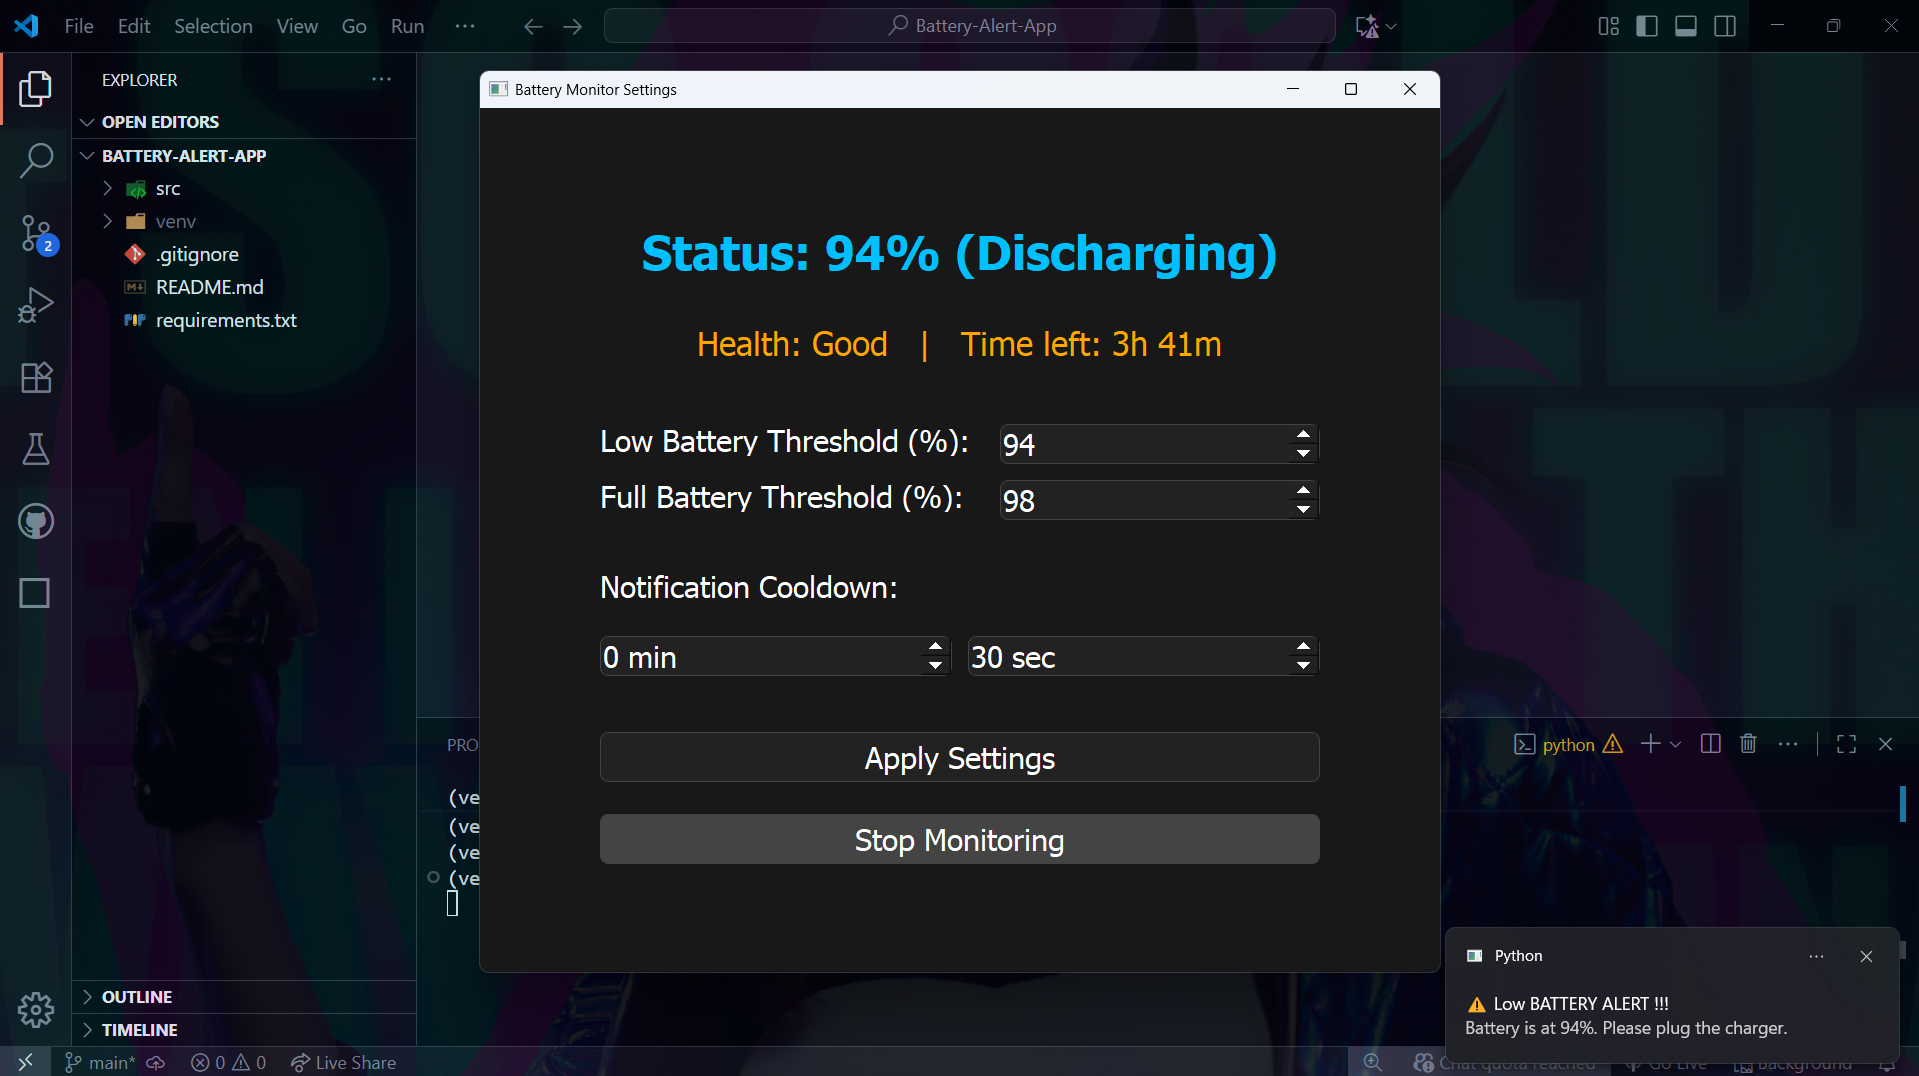 File Edit Selection View Go Run ···
Battery-Alert-App
EXPLORER
OPEN EDITORS
BATTERY-ALERT-APP
src
venv
.gitignore
README.md
requirements.txt
2
OUTLINE
TIMELINE
Battery Monitor Settings
Status: 94% (Discharging)
Health: Good | Time left: 3h 41m
Low Battery Threshold (%): 94
Full Battery Threshold (%): 98
Notification Cooldown:
0 min 30 sec
Apply Settings
Stop Monitoring
PRO
python
(ve
(ve
(ve
(ve
Python
⚠ Low BATTERY ALERT !!!
Battery is at 94%. Please plug the charger.
main* 0 0 Live Share
Chat quota reached Go Live Background